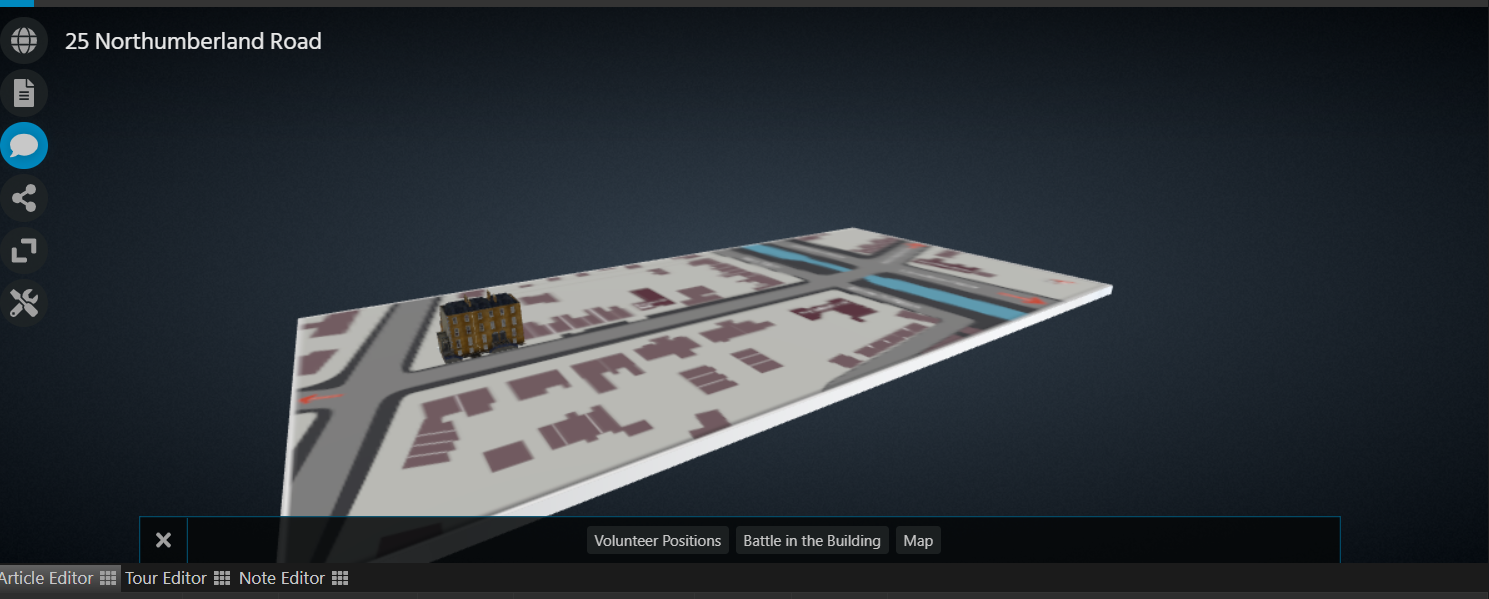 25 Northumberland Road
Volunteer Positions
Battle in the Building
Map
Article Editor
Tour Editor
Note Editor